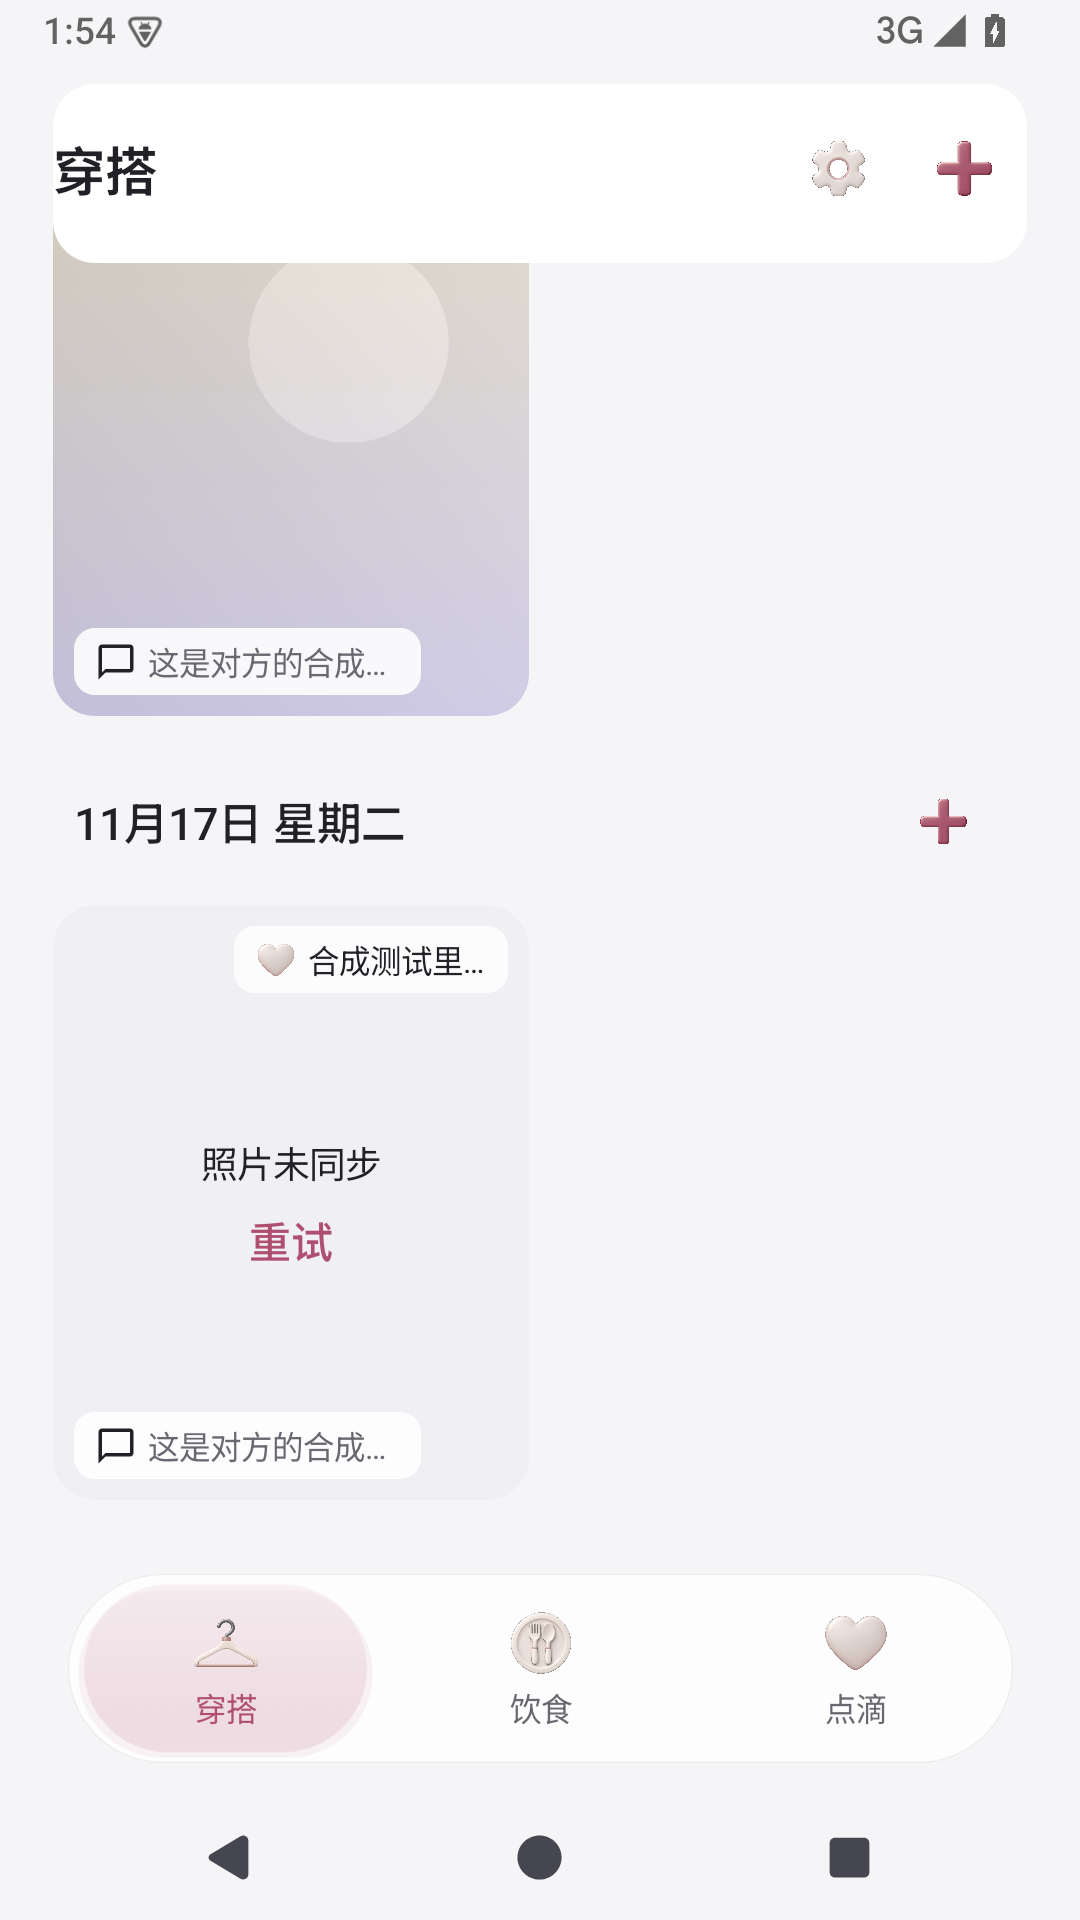 1:54
3G
穿搭
这是对方的合成...
11月17日 星期二
合成测试里...
照片未同步
重试
这是对方的合成...
穿搭
饮食
点滴